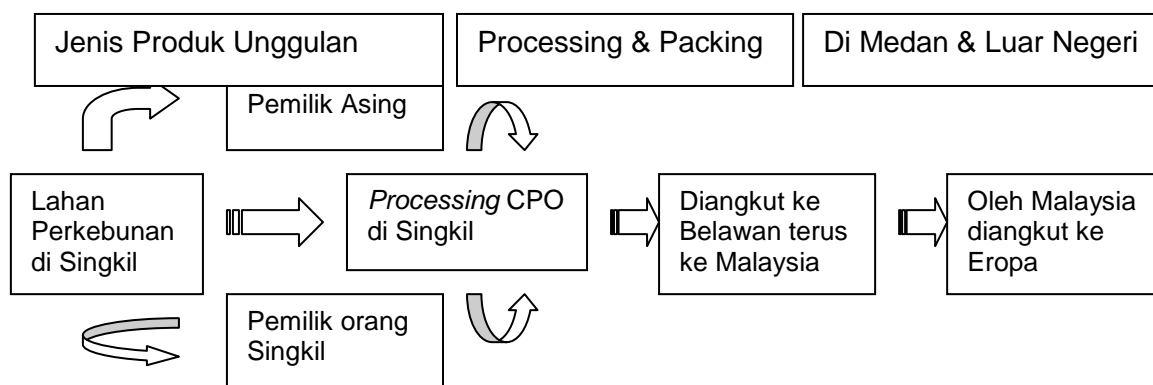 Jenis Produk Unggulan
Processing & Packing
Di Medan & Luar Negeri
Pemilik Asing
Lahan
Perkebunan
di Singkil
Processing CPO
di Singkil
Diangkut ke
Belawan terus
ke Malaysia
Oleh Malaysia
diangkut ke
Eropa
Pemilik orang
Singkil